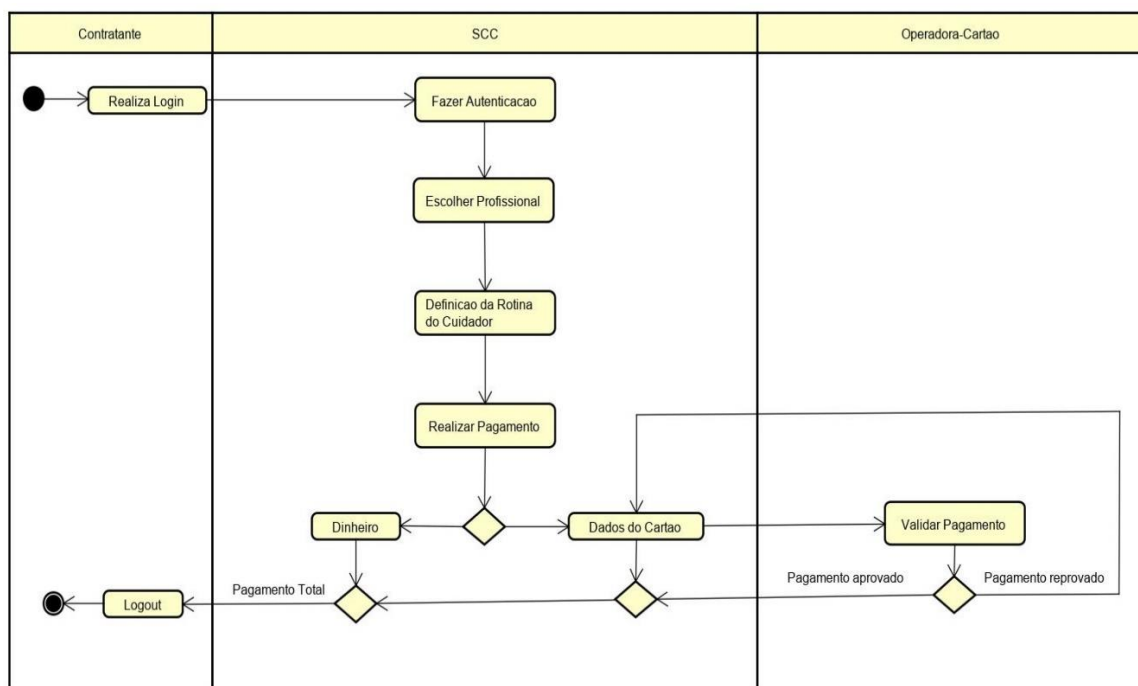 Contratante
SCC
Operadora-Cartao
Realiza Login
Fazer Autenticacao
Escolher Profissional
Definicao da Rotina
do Cuidador
Realizar Pagamento
Dinheiro
Dados do Cartao
Validar Pagamento
Pagamento Total
Pagamento aprovado
Pagamento reprovado
Logout